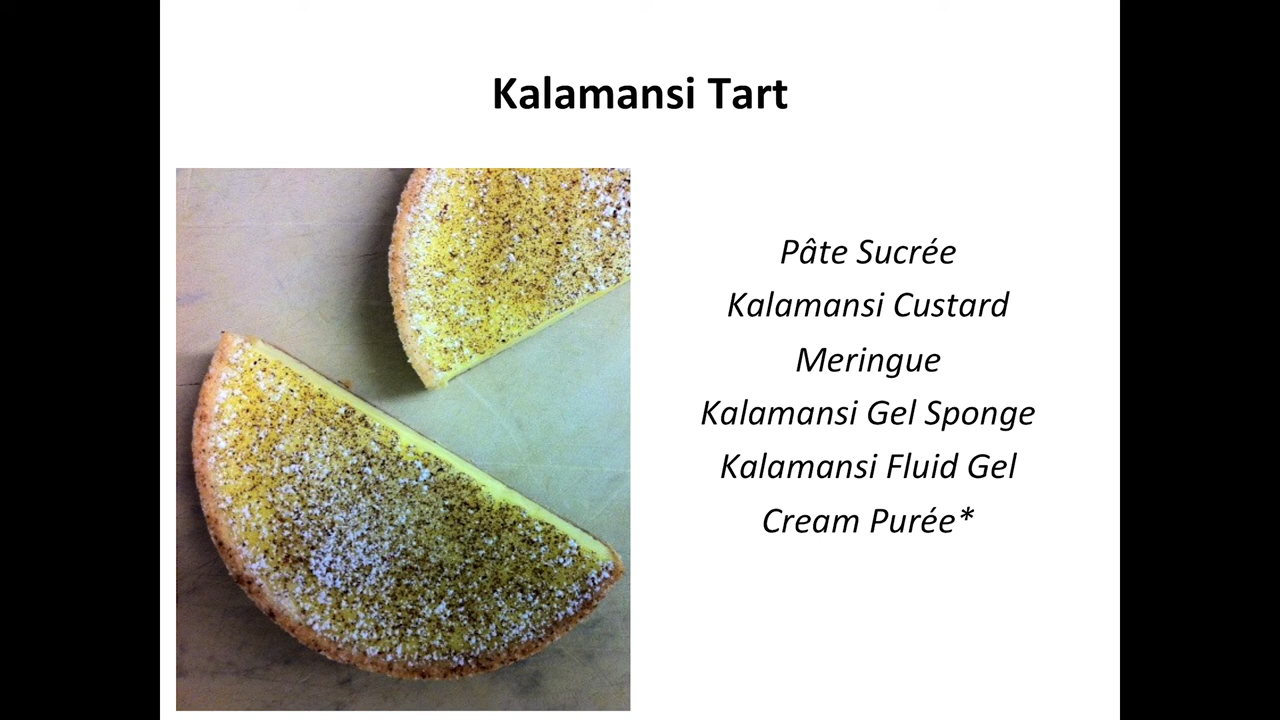 Kalamansi Tart
Pâte Sucrée
Kalamansi Custard
Meringue
Kalamansi Gel Sponge
Kalamansi Fluid Gel
Cream Purée*